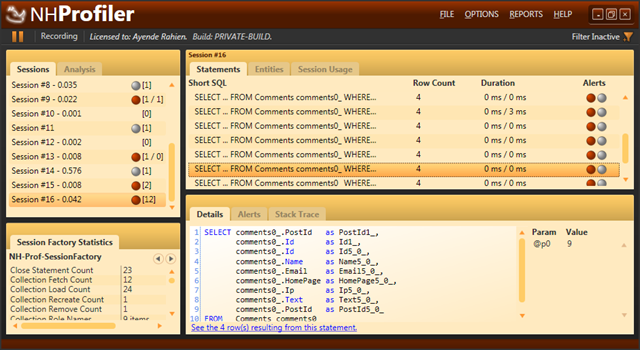 NHProfiler
FILE OPTIONS REPORTS HELP
Recording Licensed to: Ayende Rahien. Build: PRIVATE-BUILD. Filter Inactive
Sessions Analysis
Session #8 - 0.035 [1]
Session #9 - 0.022 [1 / 1]
Session #10 - 0.001 [0]
Session #11 [1]
Session #12 - 0.002 [0]
Session #13 - 0.008 [1 / 0]
Session #14 - 0.576 [1]
Session #15 - 0.008 [2]
Session #16 - 0.042 [12]
Session Factory Statistics
NH-Prof-SessionFactory
Close Statement Count 23
Collection Fetch Count 12
Collection Load Count 24
Collection Recreate Count 1
Collection Remove Count 1
Collection Role Names 9 items
Session #16
Statements Entities Session Usage
Short SQL Row Count Duration Alerts
SELECT ... FROM Comments comments0_ WHERE... 4 0 ms / 0 ms
SELECT ... FROM Comments comments0_ WHERE... 4 0 ms / 3 ms
SELECT ... FROM Comments comments0_ WHERE... 4 0 ms / 0 ms
SELECT ... FROM Comments comments0_ WHERE... 4 0 ms / 0 ms
SELECT ... FROM Comments comments0_ WHERE... 4 0 ms / 0 ms
SELECT ... FROM Comments comments0_ WHERE... 4 0 ms / 0 ms
SELECT ... FROM Comments comments0_ WHERE... 4 0 ms / 0 ms
Details Alerts Stack Trace
1 SELECT comments0_.PostId as PostId1_,
2 comments0_.Id as Id1_,
3 comments0_.Id as Id5_0_,
4 comments0_.Name as Name5_0_,
5 comments0_.Email as Email5_0_,
6 comments0_.HomePage as HomePage5_0_,
7 comments0_.Ip as Ip5_0_,
8 comments0_.Text as Text5_0_,
9 comments0_.PostId as PostId5_0_
10 FROM Comments comments0_
See the 4 row(s) resulting from this statement.
Param Value
@p0 9